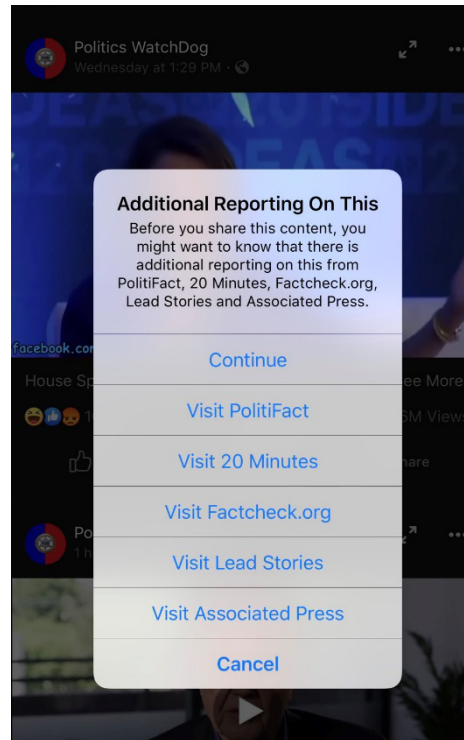 Politics WatchDog
Wednesday at 1:29 PM ·
DEAS 2019 IDE
Additional Reporting On This
Before you share this content, you
might want to know that there is
additional reporting on this from
PolitiFact, 20 Minutes, Factcheck.org,
Lead Stories and Associated Press.
facebook.com
Continue
House Sp
ee More
Visit PolitiFact
M Views
Visit 20 Minutes
hare
Visit Factcheck.org
Po
1 h
Visit Lead Stories
Visit Associated Press
Cancel